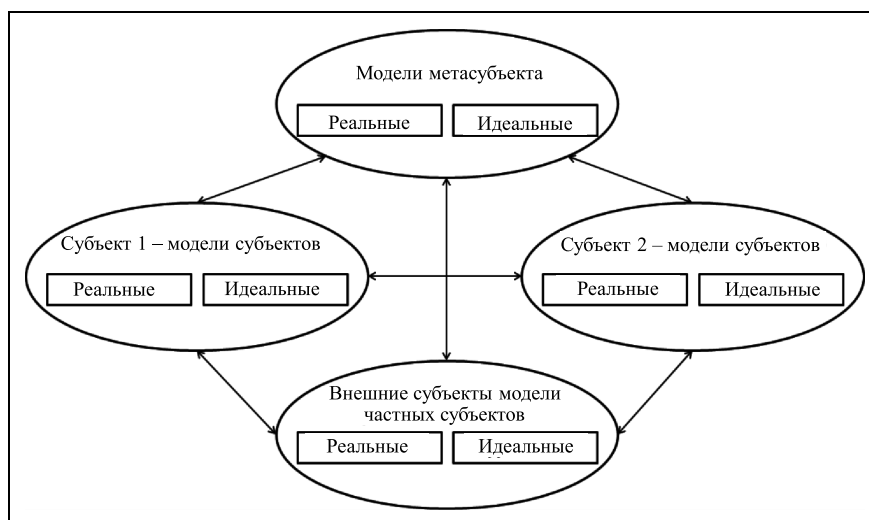 Модели метасубъекта
Реальные Идеальные
Субъект 1 – модели субъектов
Реальные Идеальные
Субъект 2 – модели субъектов
Реальные Идеальные
Внешние субъекты модели
частных субъектов
Реальные Идеальные